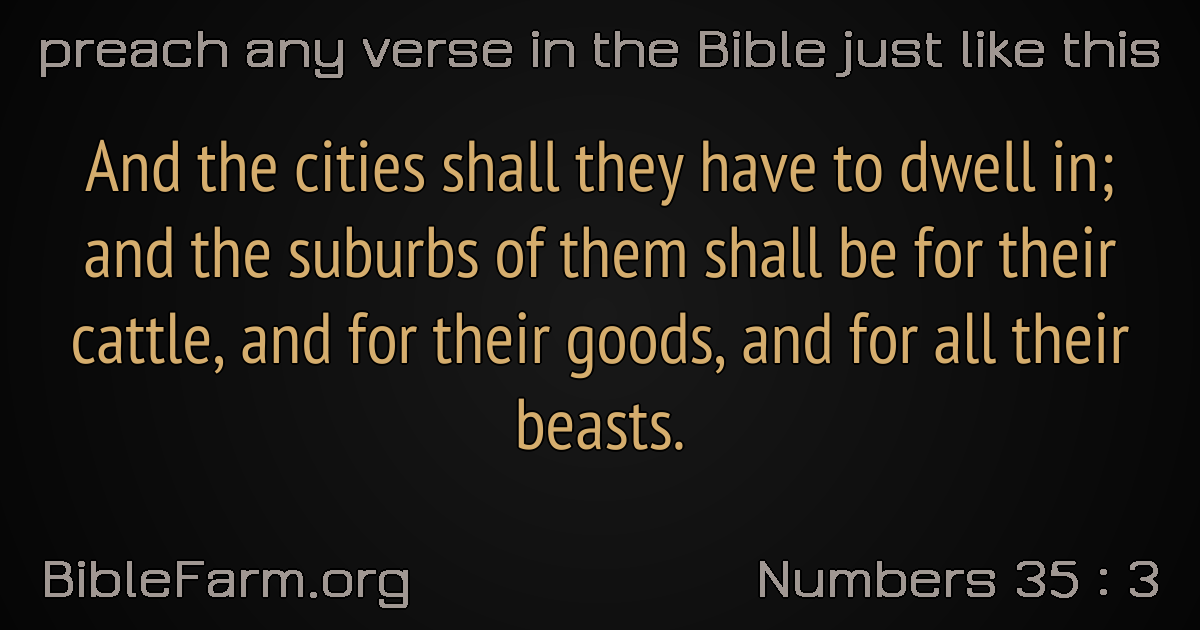 preach any verse in the Bible just like this
And the cities shall they have to dwell in;
and the suburbs of them shall be for their
cattle, and for their goods, and for all their
beasts.
BibleFarm.org
Numbers 35 : 3